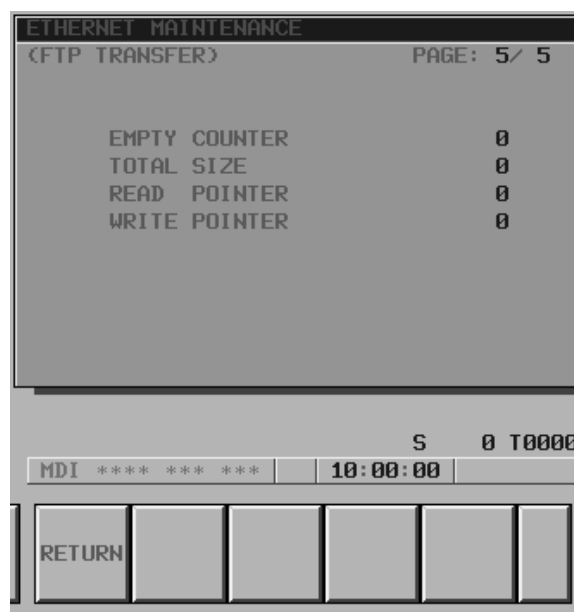 ETHERNET MAINTENANCE
(FTP TRANSFER) PAGE: 5/ 5
EMPTY COUNTER 0
TOTAL SIZE 0
READ POINTER 0
WRITE POINTER 0
S 0 T0000
MDI **** *** *** 10:00:00
RETURN